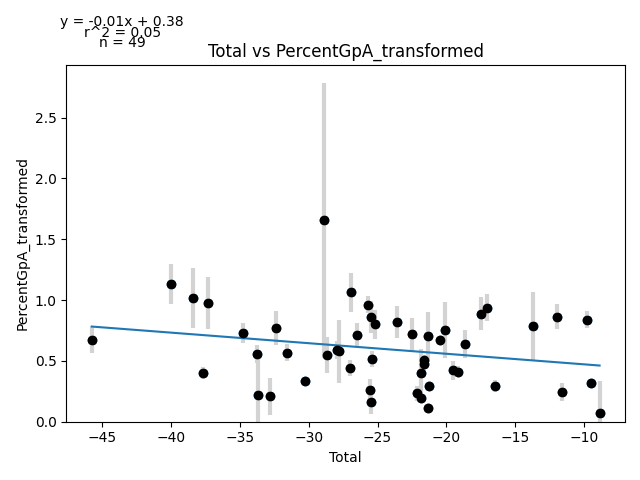 y = -0.01x + 0.38
r^2 = 0.05
n = 49
Total vs PercentGpA_transformed
PercentGpA_transformed
2.5
2.0
1.5
1.0
0.5
0.0
−45
−40
−35
−30
−25
−20
−15
−10
Total